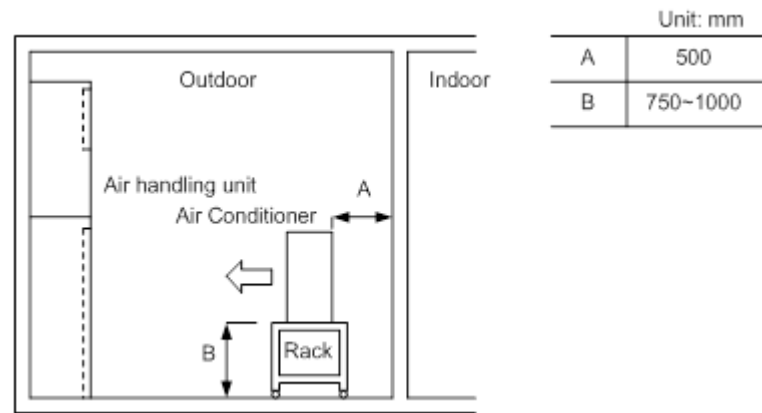 Unit: mm
A 500
B 750~1000
Outdoor
Indoor
Air handling unit
A
Air Conditioner
B
Rack